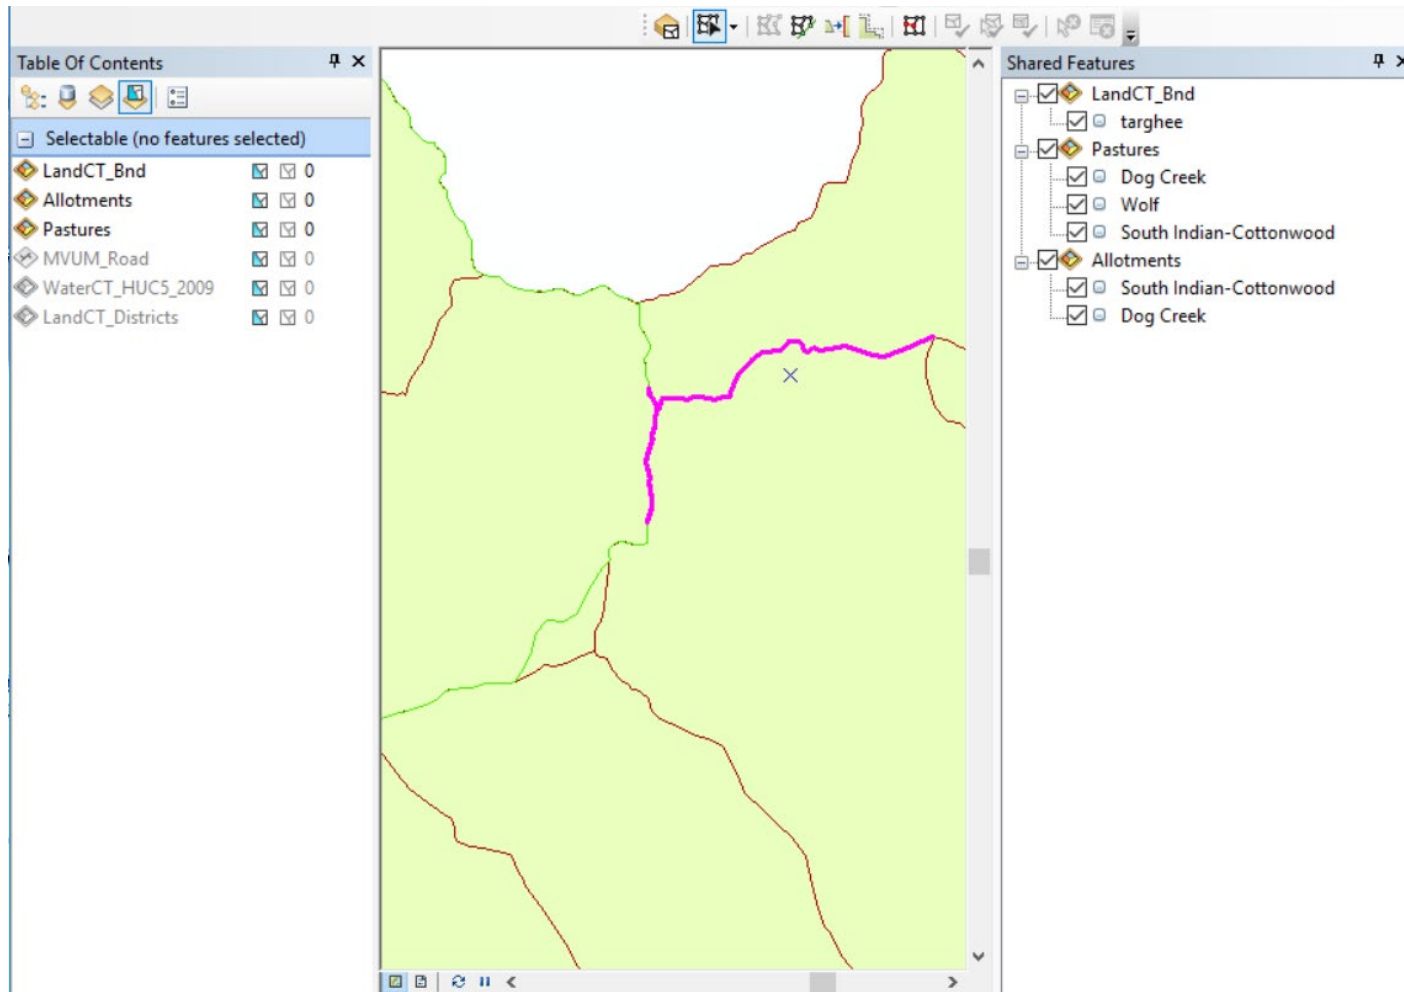 Table Of Contents
Selectable (no features selected)
LandCT_Bnd 0
Allotments 0
Pastures 0
MVUM_Road 0
WaterCT_HUC5_2009 0
LandCT_Districts 0
Shared Features
LandCT_Bnd
targhee
Pastures
Dog Creek
Wolf
South Indian-Cottonwood
Allotments
South Indian-Cottonwood
Dog Creek